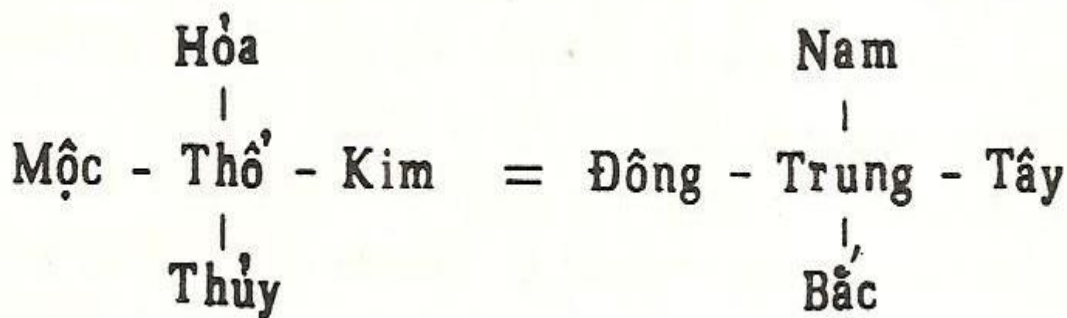 Hỏa Nam
| |
Mộc - Thổ - Kim = Đông - Trung - Tây
| |
Thủy Bắc